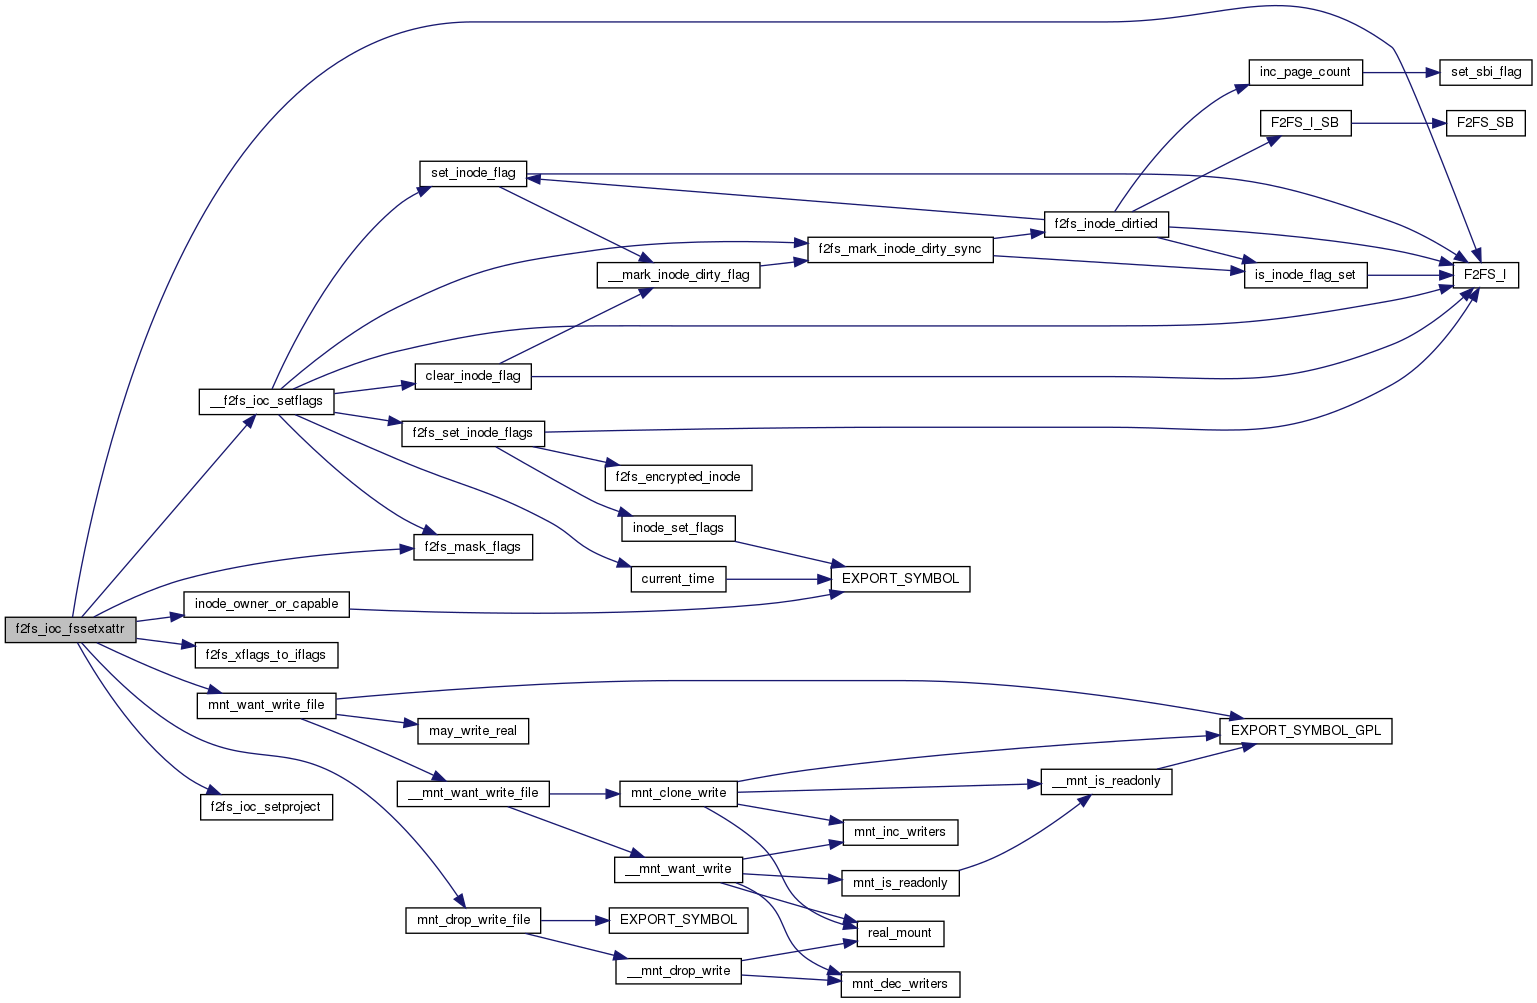 inc_page_count
set_sbi_flag
F2FS_I_SB
F2FS_SB
set_inode_flag
f2fs_inode_dirtied
f2fs_mark_inode_dirty_sync
__mark_inode_dirty_flag
is_inode_flag_set
F2FS_I
clear_inode_flag
__f2fs_ioc_setflags
f2fs_set_inode_flags
f2fs_encrypted_inode
inode_set_flags
f2fs_mask_flags
current_time
EXPORT_SYMBOL
inode_owner_or_capable
f2fs_ioc_fssetxattr
f2fs_xflags_to_iflags
mnt_want_write_file
may_write_real
EXPORT_SYMBOL_GPL
__mnt_is_readonly
__mnt_want_write_file
mnt_clone_write
f2fs_ioc_setproject
mnt_inc_writers
__mnt_want_write
mnt_is_readonly
mnt_drop_write_file
EXPORT_SYMBOL
real_mount
__mnt_drop_write
mnt_dec_writers